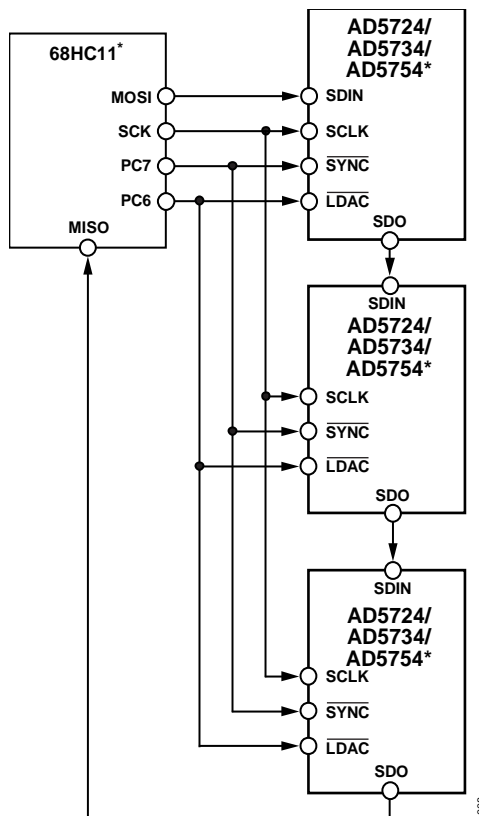 68HC11*
MOSI
SCK
PC7
PC6
MISO
AD5724/
AD5734/
AD5754*
SDIN
SCLK
SYNC
LDAC
SDO
SDIN
AD5724/
AD5734/
AD5754*
SCLK
SYNC
LDAC
SDO
SDIN
AD5724/
AD5734/
AD5754*
SCLK
SYNC
LDAC
SDO